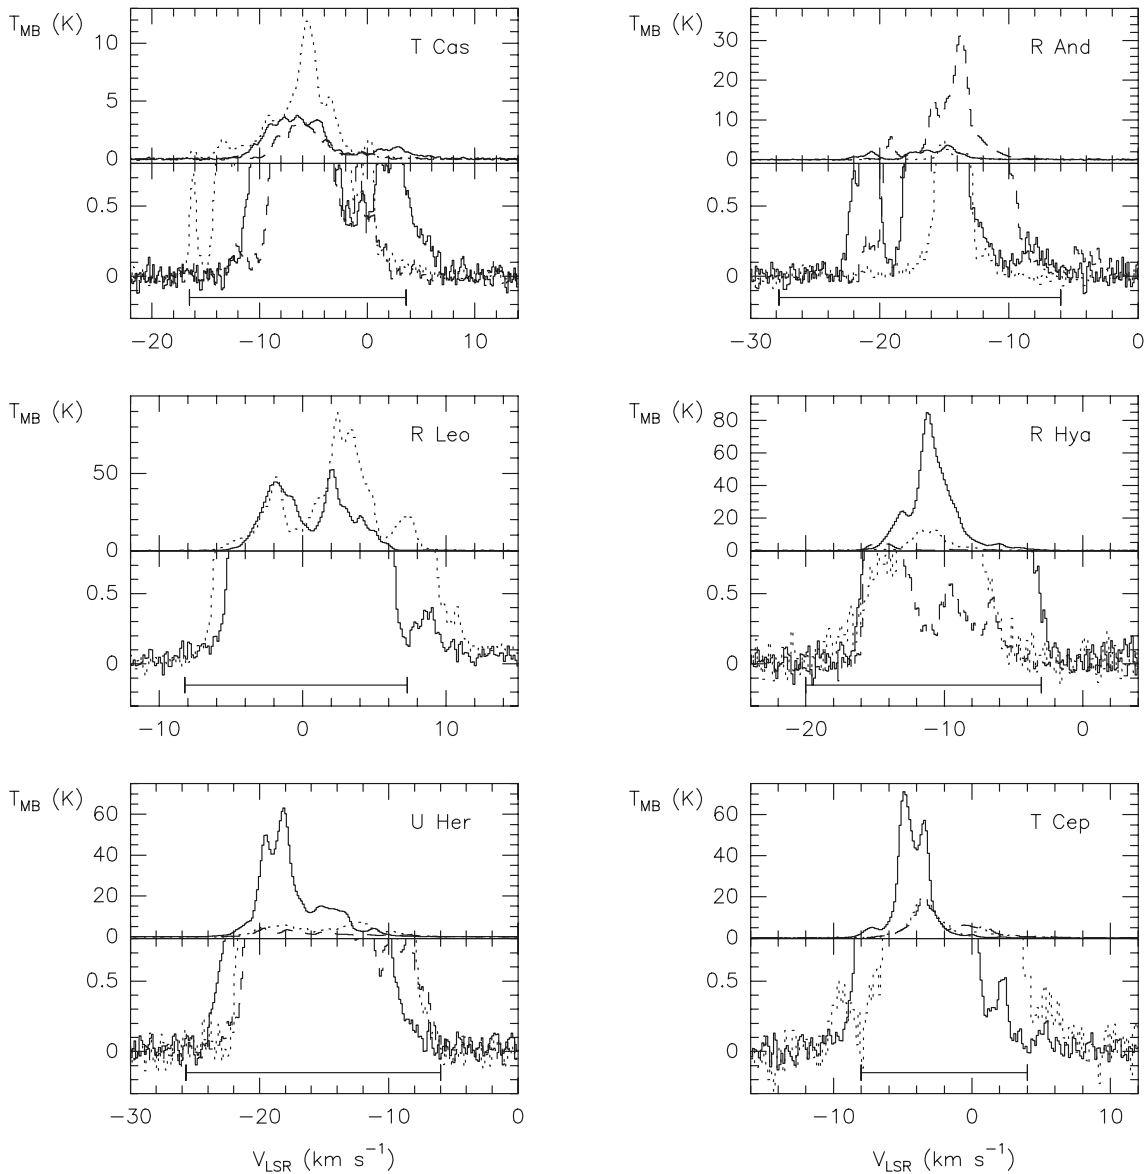 T_MB (K)
T Cas
10
5
0
0.5
0
−20 −10 0 10
T_MB (K)
R And
30
20
10
0
0.5
0
−30 −20 −10 0
T_MB (K)
R Leo
50
0
0.5
0
−10 0 10
T_MB (K)
R Hya
80
60
40
20
0
0.5
0
−20 −10 0
T_MB (K)
U Her
60
40
20
0
0.5
0
−30 −20 −10 0
V_LSR (km s⁻¹)
T_MB (K)
T Cep
60
40
20
0
0.5
0
−10 0 10
V_LSR (km s⁻¹)